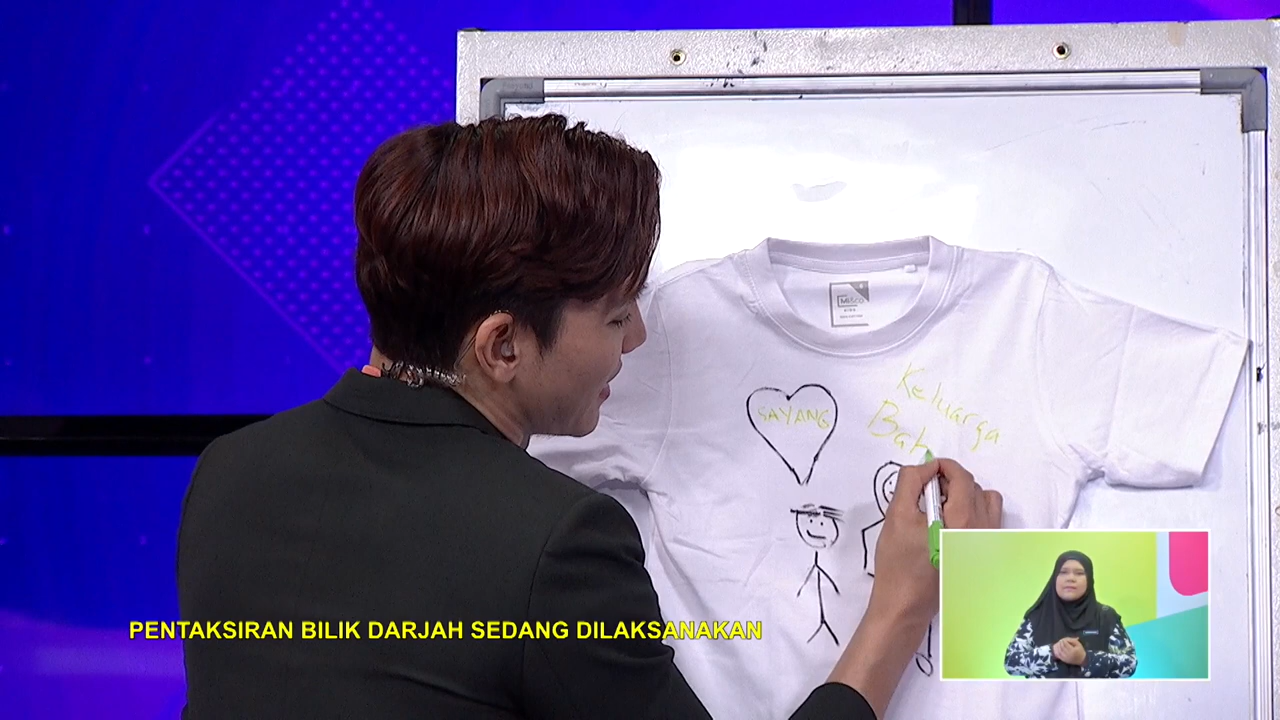 Keluarga
SAYANG
Bah
PENTAKSIRAN BILIK DARJAH SEDANG DILAKSANAKAN